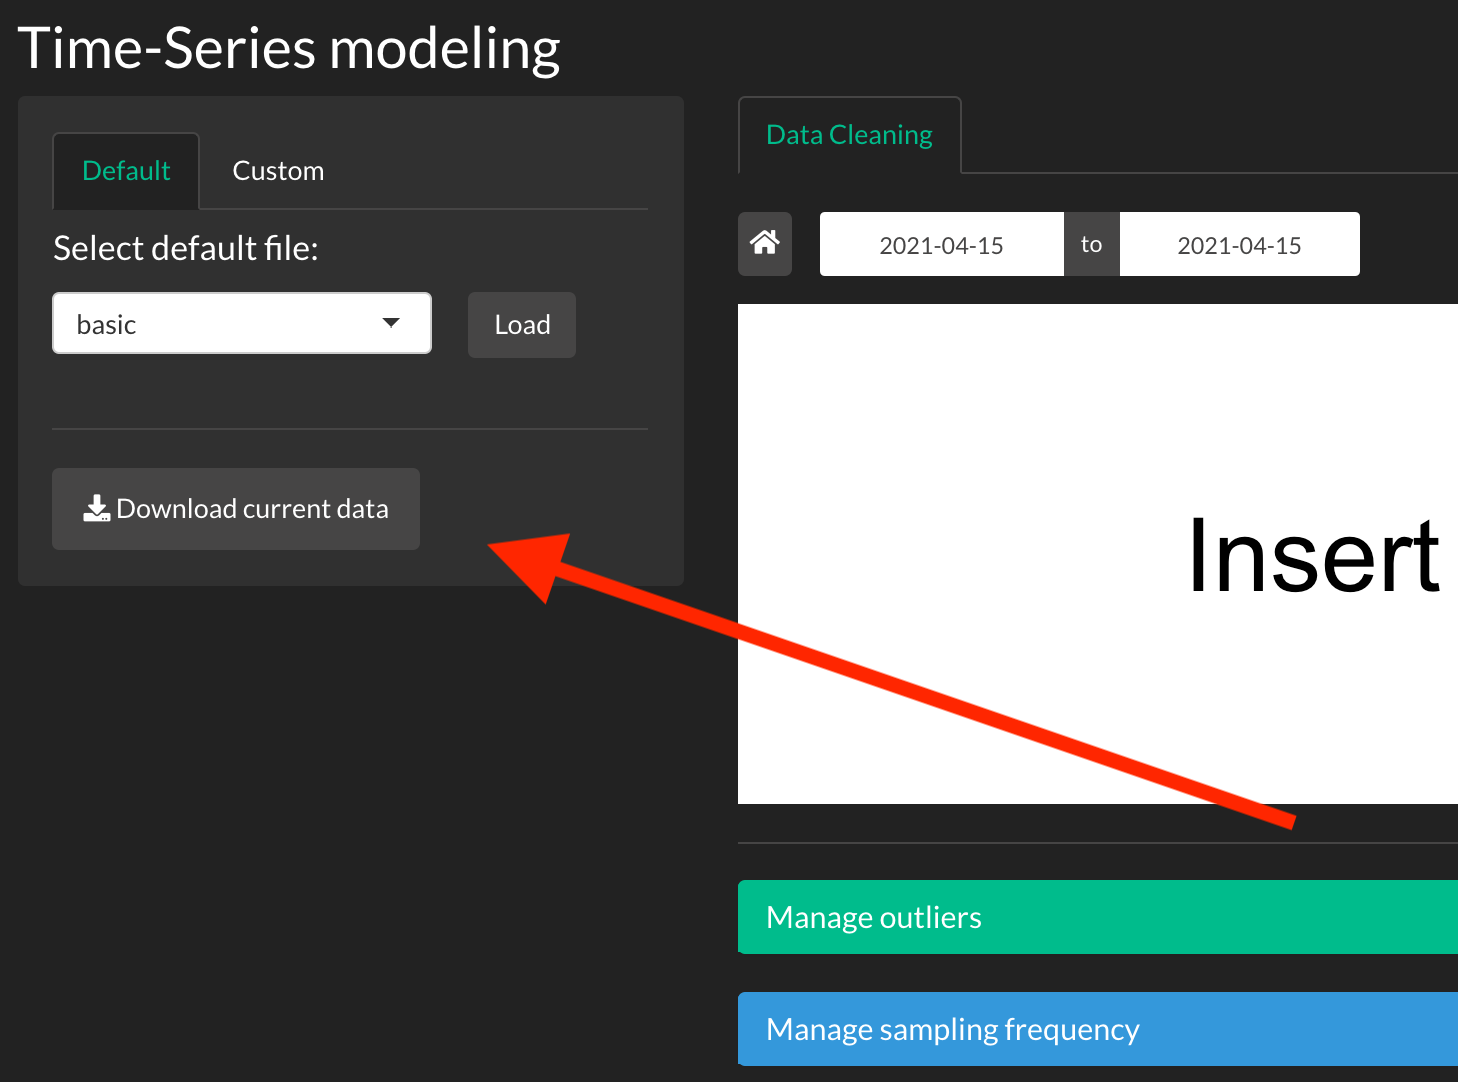 Time-Series modeling
Default
Custom
Select default file:
basic
Load
Download current data
Data Cleaning
2021-04-15 to 2021-04-15
Insert
Manage outliers
Manage sampling frequency